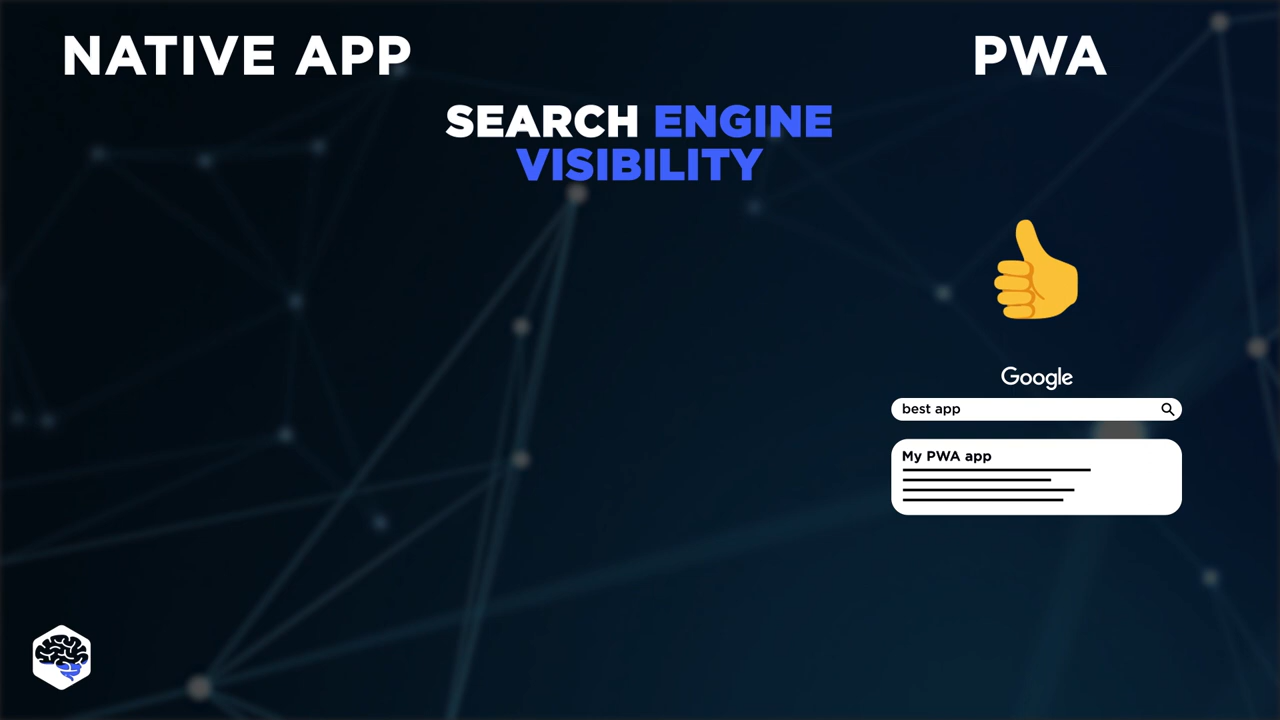 NATIVE APP
PWA
SEARCH ENGINE
VISIBILITY
Google
best app
My PWA app